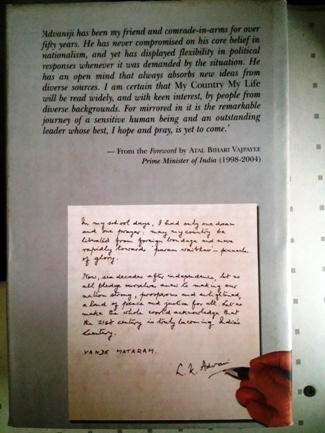 'Advaniji has been my friend and comrade-in-arms for over
fifty years. He has never compromised on his core belief in
nationalism, and yet has displayed flexibility in political
responses whenever it was demanded by the situation. He
has an open mind that always absorbs new ideas from
diverse sources. I am certain that My Country My Life
will be read widely, and with keen interest, by people from
diverse backgrounds. For mirrored in it is the remarkable
journey of a sensitive human being and an outstanding
leader whose best, I hope and pray, is yet to come.'
— From the Foreword by ATAL BIHARI VAJPAYEE
Prime Minister of India (1998-2004)
In my school days, I had only one dream
and one prayer: may my country be
liberated from foreign bondage and move
rapidly towards param vaibhav – pinnacle
of glory.
Now, six decades after independence, let us
all pledge ourselves anew to making our
nation strong, prosperous and enlightened,
a land of peace and justice for all. Let us
make the whole world acknowledge that
the 21st century is truly becoming India's
Century.
VANDE MATARAM.
L. K. Advani